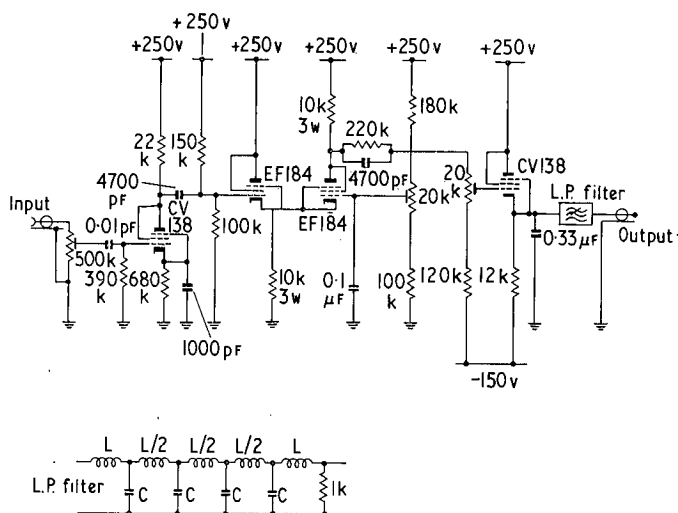 +250v
+250v
+250v
+250v
+250v
+250v
22
k
150
k
10k
3w
180k
220k
4700
pF
EF184
EF184
4700pF
20
k
20k
CV138
L.P. filter
Input
0·01pF
CV
138
100k
500k
390
k
680
k
10k
3w
0·1
μF
100
k
120k
12k
0·33μF
Output
1000pF
-150v
L
L/2
L/2
L/2
L
L.P. filter
C
C
C
C
1k